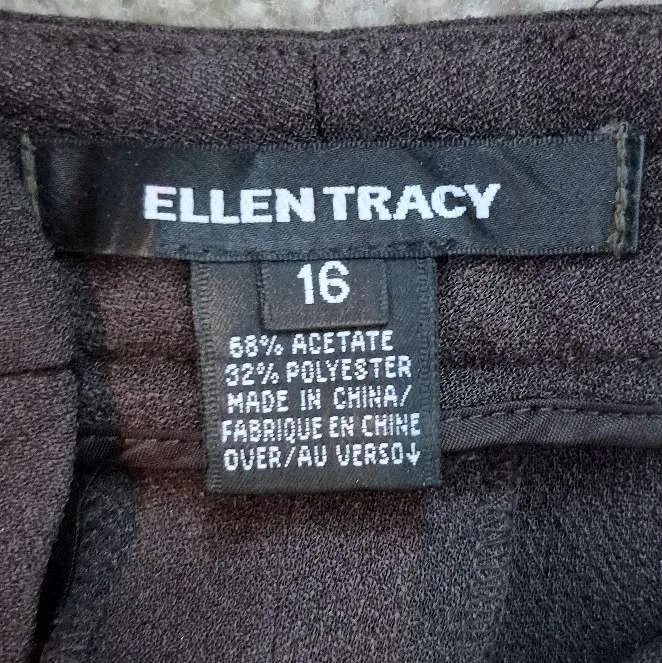 ELLEN TRACY
16
68% ACETATE
32% POLYESTER
MADE IN CHINA/
FABRIQUE EN CHINE
OVER/AU VERSO↓